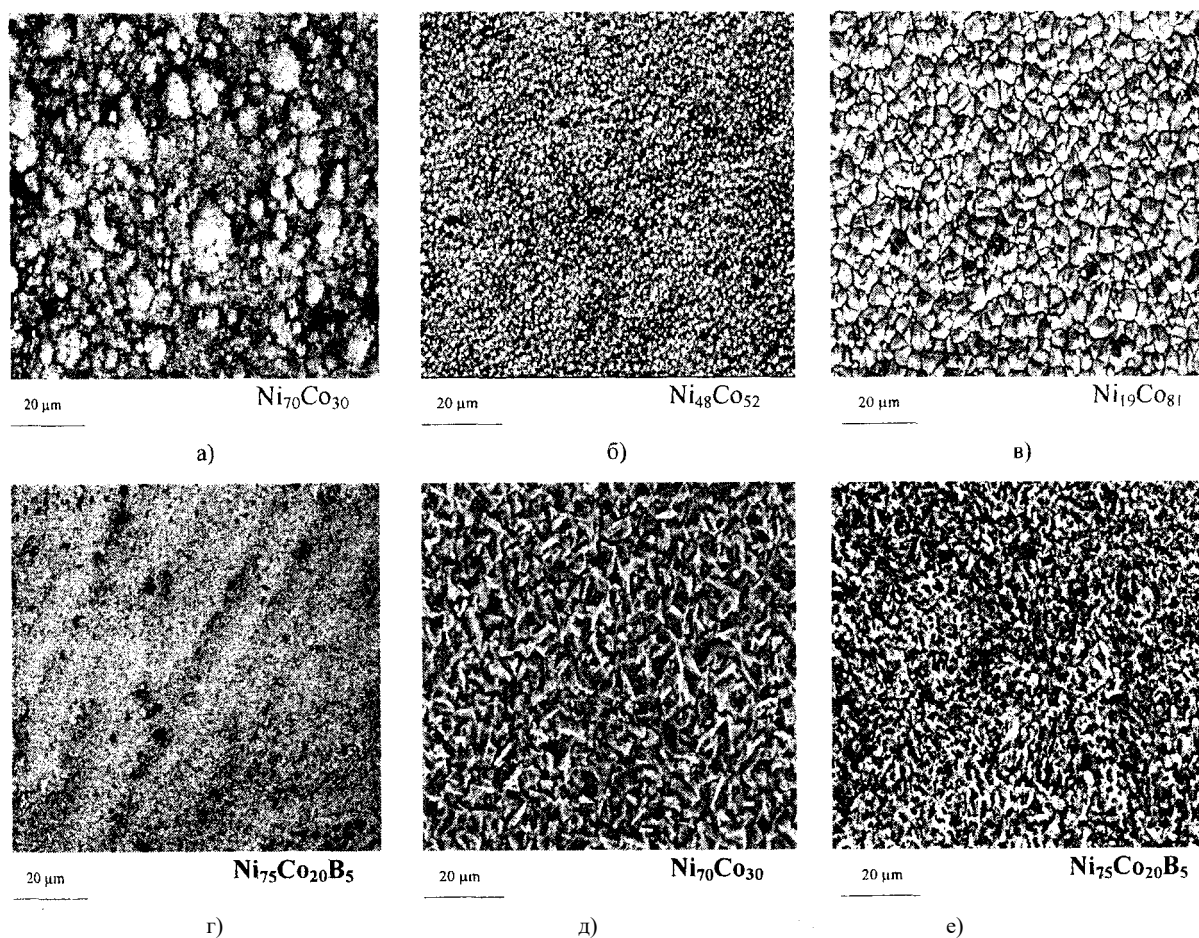 20 μm Ni₇₀Co₃₀
20 μm Ni₄₈Co₅₂
20 μm Ni₁₉Co₈₁
а)
б)
в)
20 μm Ni₇₅Co₂₀B₅
20 μm Ni₇₀Co₃₀
20 μm Ni₇₅Co₂₀B₅
г)
д)
е)